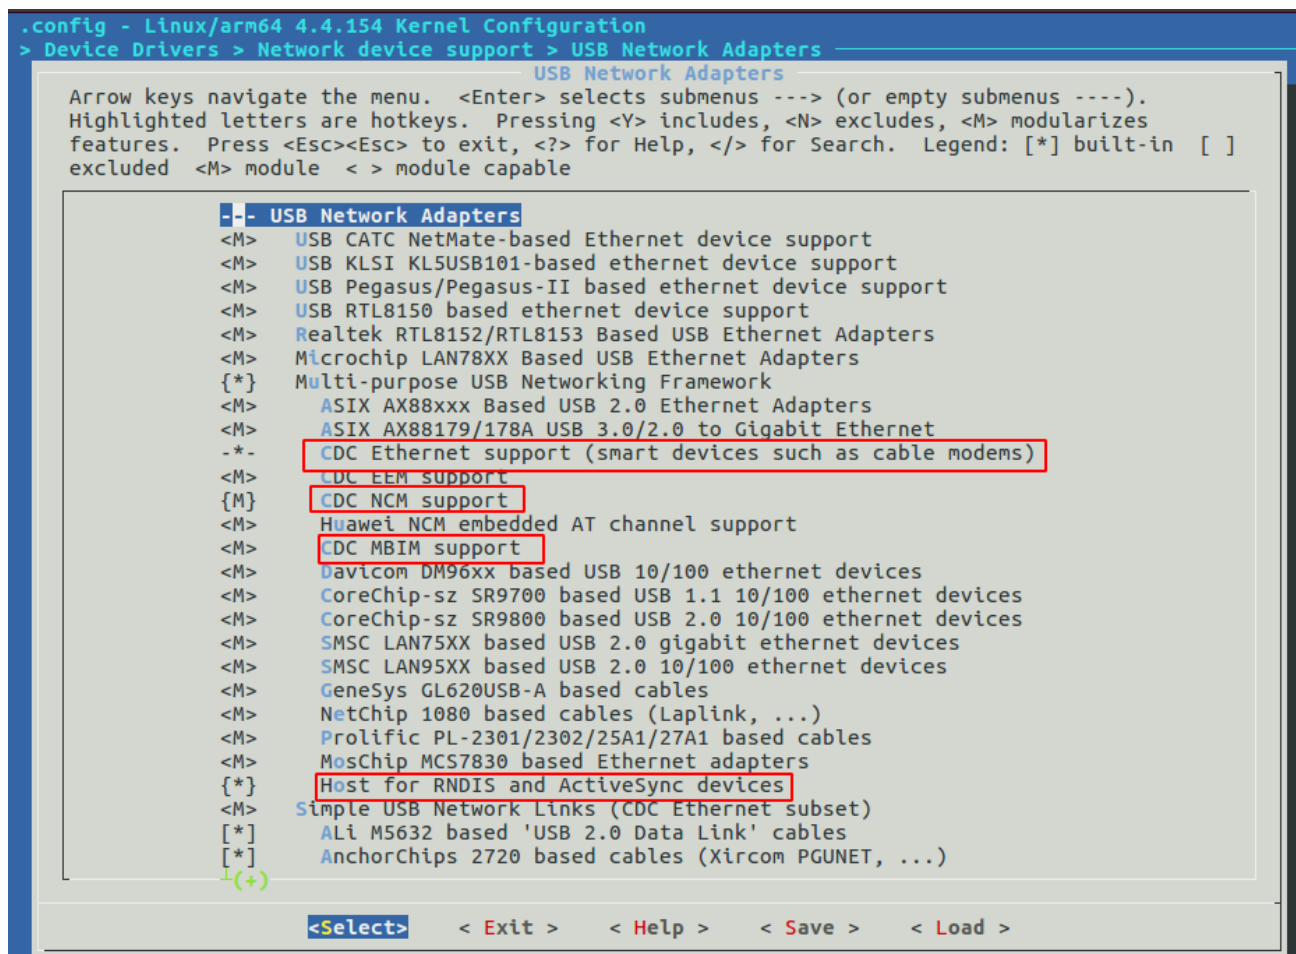 .config - Linux/arm64 4.4.154 Kernel Configuration
> Device Drivers > Network device support > USB Network Adapters
USB Network Adapters
Arrow keys navigate the menu.  <Enter> selects submenus ---> (or empty submenus ----).
Highlighted letters are hotkeys.  Pressing <Y> includes, <N> excludes, <M> modularizes
features.  Press <Esc><Esc> to exit, <?> for Help, </> for Search.  Legend: [*] built-in  [ ]
excluded  <M> module  < > module capable
--- USB Network Adapters
<M>   USB CATC NetMate-based Ethernet device support
<M>   USB KLSI KL5USB101-based ethernet device support
<M>   USB Pegasus/Pegasus-II based ethernet device support
<M>   USB RTL8150 based ethernet device support
<M>   Realtek RTL8152/RTL8153 Based USB Ethernet Adapters
<M>   Microchip LAN78XX Based USB Ethernet Adapters
{*}   Multi-purpose USB Networking Framework
<M>     ASIX AX88xxx Based USB 2.0 Ethernet Adapters
<M>     ASIX AX88179/178A USB 3.0/2.0 to Gigabit Ethernet
-*-     CDC Ethernet support (smart devices such as cable modems)
<M>     CDC EEM support
{M}     CDC NCM support
<M>     Huawei NCM embedded AT channel support
<M>     CDC MBIM support
<M>     Davicom DM96xx based USB 10/100 ethernet devices
<M>     CoreChip-sz SR9700 based USB 1.1 10/100 ethernet devices
<M>     CoreChip-sz SR9800 based USB 2.0 10/100 ethernet devices
<M>     SMSC LAN75XX based USB 2.0 gigabit ethernet devices
<M>     SMSC LAN95XX based USB 2.0 10/100 ethernet devices
<M>     GeneSys GL620USB-A based cables
<M>     NetChip 1080 based cables (Laplink, ...)
<M>     Prolific PL-2301/2302/25A1/27A1 based cables
<M>     MosChip MCS7830 based Ethernet adapters
{*}     Host for RNDIS and ActiveSync devices
<M>   Simple USB Network Links (CDC Ethernet subset)
[*]     ALi M5632 based 'USB 2.0 Data Link' cables
[*]     AnchorChips 2720 based cables (Xircom PGUNET, ...)
(+)
<Select>    < Exit >    < Help >    < Save >    < Load >